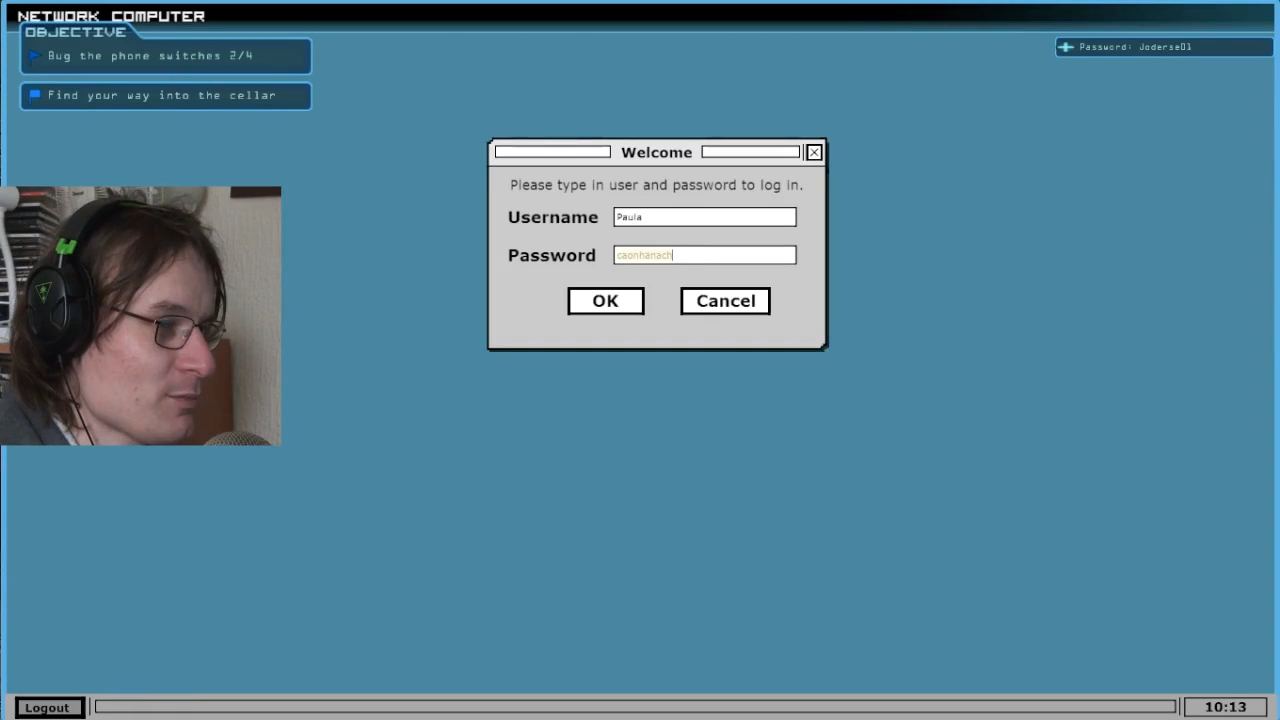 NETWORK COMPUTER
OBJECTIVE
Bug the phone switches 2/4
Find your way into the cellar
Password: Joderse01
Welcome
Please type in user and password to log in.
Username
Paula
Password
caonhanach
OK
Cancel
Logout
10:13